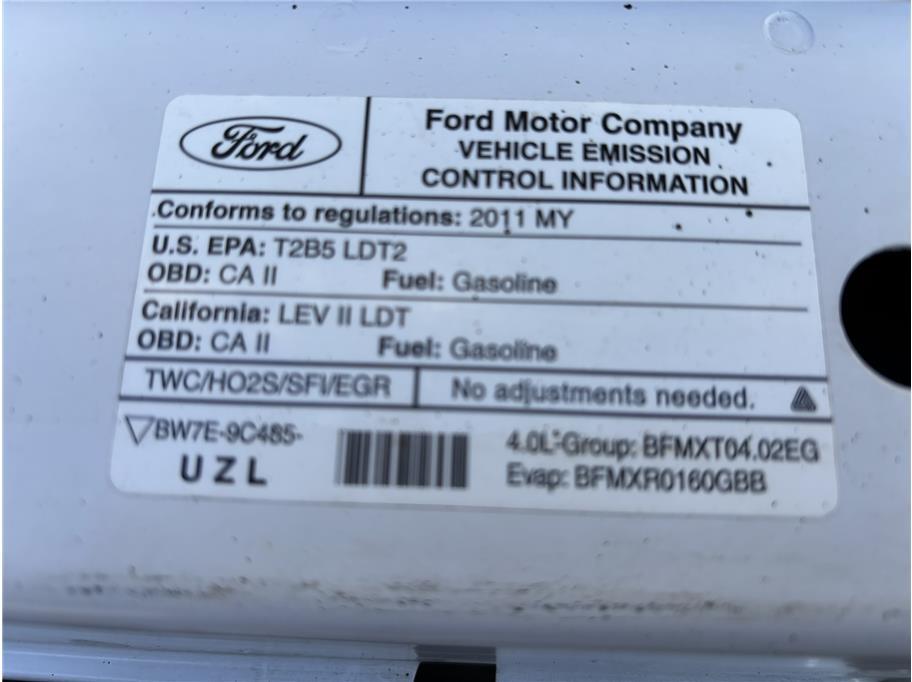 Ford
Ford Motor Company
VEHICLE EMISSION
CONTROL INFORMATION
Conforms to regulations: 2011 MY
U.S. EPA: T2B5 LDT2
OBD: CA II Fuel: Gasoline
California: LEV II LDT
OBD: CA II Fuel: Gasoline
TWC/HO2S/SFI/EGR No adjustments needed.
BW7E-9C485-
U Z L
4.0L-Group: BFMXT04.02EG
Evap: BFMXR0160GBB